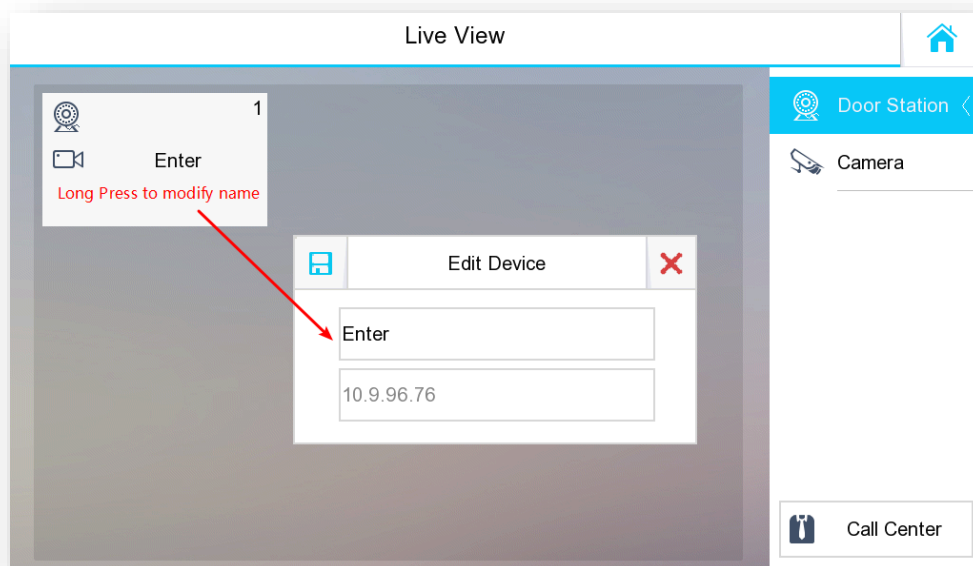 Live View
1
Enter
Long Press to modify name
Edit Device
Enter
10.9.96.76
Door Station
Camera
Call Center